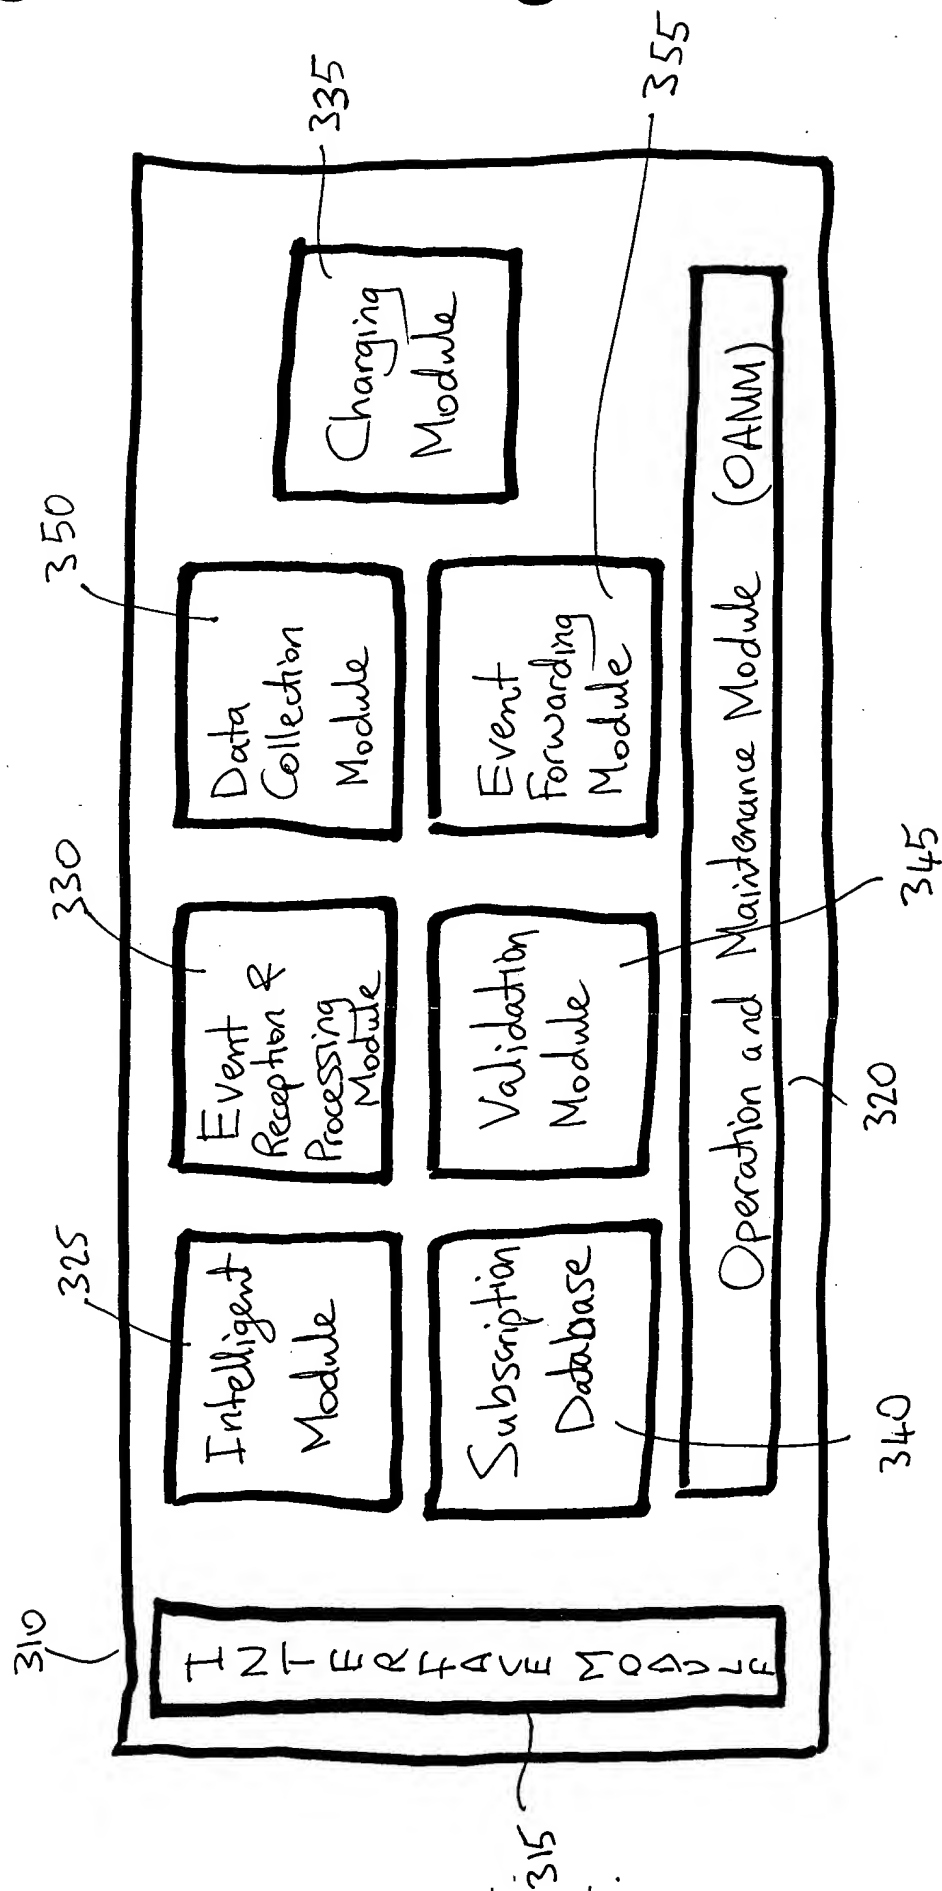 310
325
330
350
335
355
INTERFACE MODULE
315
Intelligent
Module
Event
Reception &
Processing
Module
Data
Collection
Module
Charging
Module
Subscription
Database
Validation
Module
Event
Forwarding
Module
Operation and Maintenance Module (OAMM)
340
320
345